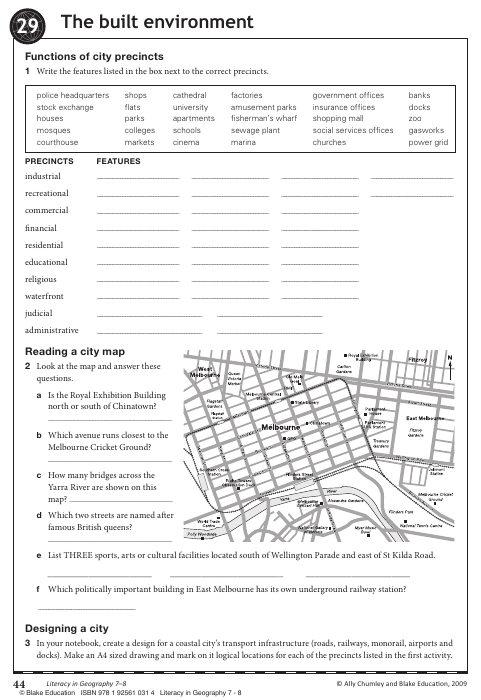 29 The built environment
Functions of city precincts
1 Write the features listed in the box next to the correct precincts.
police headquarters shops cathedral factories government offices banks
stock exchange flats university amusement parks insurance offices docks
houses parks apartments fisherman's wharf shopping mall zoo
mosques colleges schools sewage plant social services offices gasworks
courthouse markets cinema marina churches power grid
PRECINCTS FEATURES
industrial
recreational
commercial
financial
residential
educational
religious
waterfront
judicial
administrative
Reading a city map
2 Look at the map and answer these
questions.
a Is the Royal Exhibition Building
north or south of Chinatown?
b Which avenue runs closest to the
Melbourne Cricket Ground?
c How many bridges across the
Yarra River are shown on this
map?
d Which two streets are named after
famous British queens?
West
Melbourne
Queen
Victoria
Market
Royal Exhibition
Building
Carlton
Gardens
Fitzroy
N
Flagstaff
Gardens
Melbourne Central
Parliament
House
East Melbourne
Fitzroy
Gardens
Melbourne
Chinatown
Treasury
Gardens
Flinders Street
Station
Yarra
River
Alexandra Gardens
Melbourne Cricket
Ground
Flinders Park
National Tennis Centre
World Trade
Centre
National Gallery
Myer Music
Bowl
e List THREE sports, arts or cultural facilities located south of Wellington Parade and east of St Kilda Road.
f Which politically important building in East Melbourne has its own underground railway station?
Designing a city
3 In your notebook, create a design for a coastal city's transport infrastructure (roads, railways, monorail, airports and
docks). Make an A4 sized drawing and mark on it logical locations for each of the precincts listed in the first activity.
44 Literacy in Geography 7–8 © Ally Chumley and Blake Education, 2009
© Blake Education ISBN 978 1 92561 031 4 Literacy in Geography 7 - 8